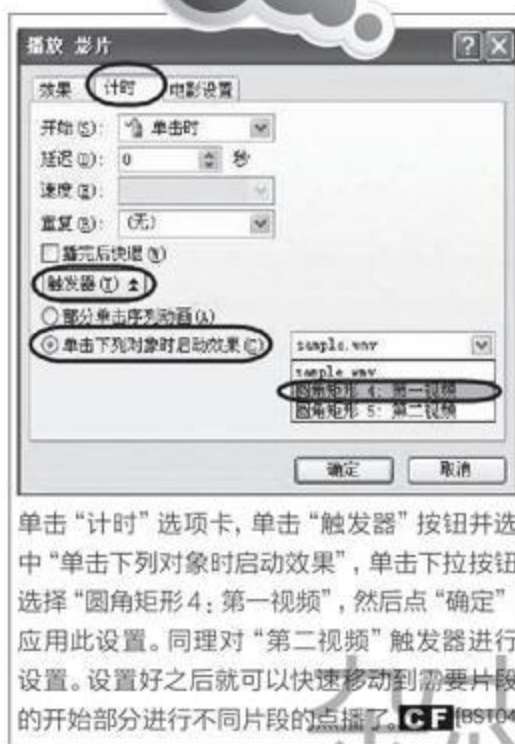 播放 影片
效果 计时 电影设置
开始(S): 单击时
延迟(D): 0 秒
速度(E):
重复(R): (无)
播完后快退(W)
触发器(T)
部分单击序列动画(A)
单击下列对象时启动效果(C) sample.wmv
sample.wmv
圆角矩形 4: 第一视频
圆角矩形 5: 第二视频
确定 取消
单击“计时”选项卡，单击“触发器”按钮并选
中“单击下列对象时启动效果”，单击下拉按钮
选择“圆角矩形4：第一视频”，然后点“确定”
应用此设置。同理对“第二视频”触发器进行
设置。设置好之后就可以快速移动到需要片段
的开始部分进行不同片段的点播了。CF [BST04